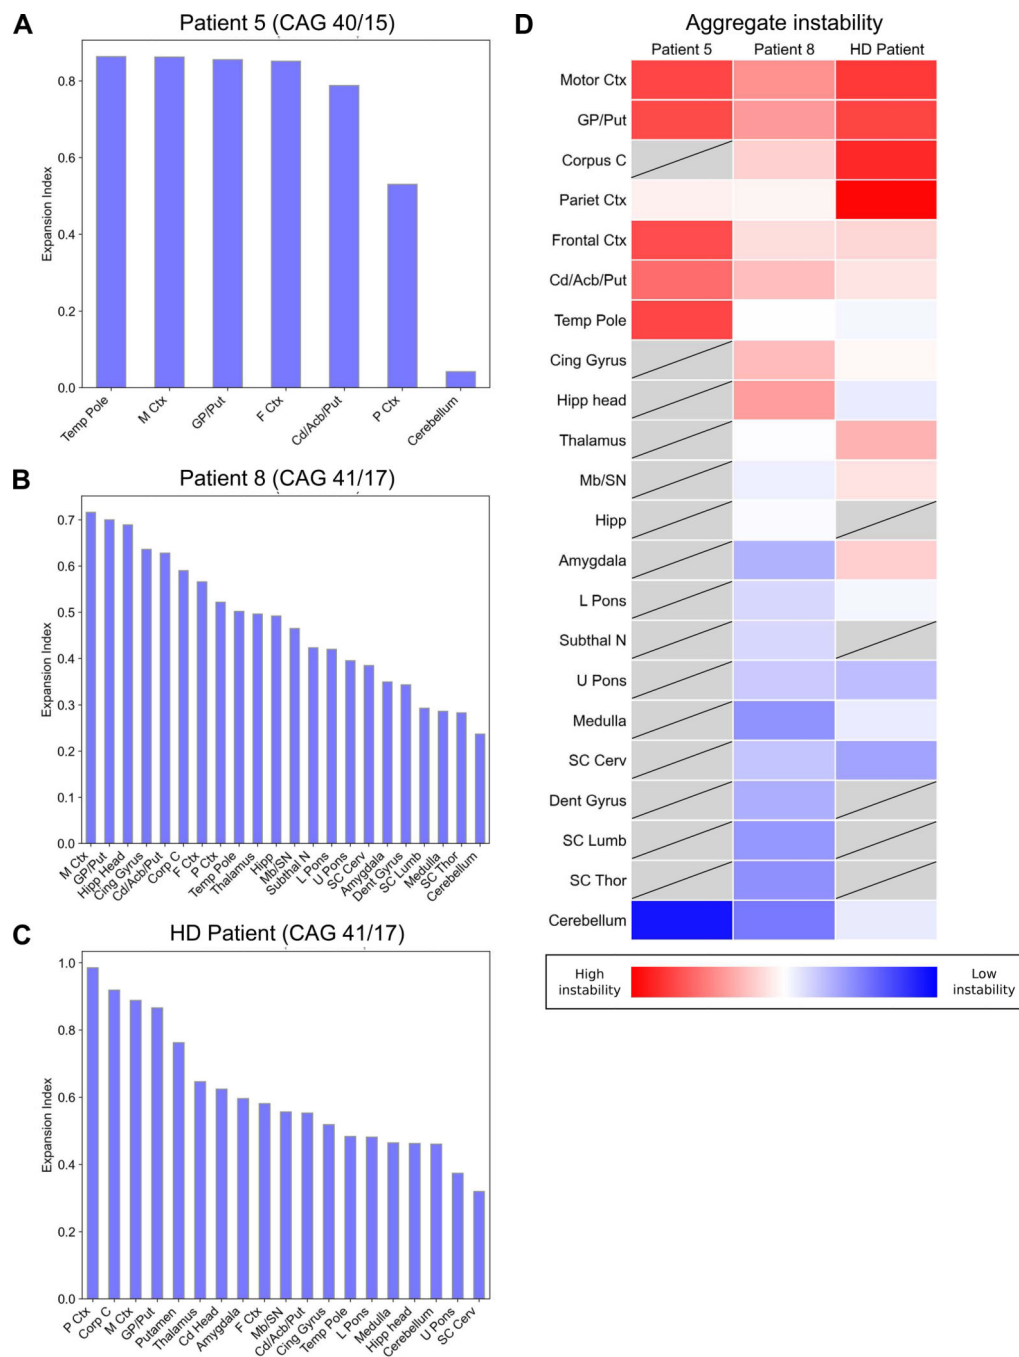 A
Patient 5 (CAG 40/15)
Expansion Index
0.8
0.6
0.4
0.2
0.0
Temp Pole
M Ctx
GP/Put
F Ctx
Cd/Acb/Put
P Ctx
Cerebellum
B
Patient 8 (CAG 41/17)
Expansion Index
0.7
0.6
0.5
0.4
0.3
0.2
0.1
0.0
M Ctx
GP/Put
Hipp Head
Cing Gyrus
Cd/Acb/Put
Corp C
F Ctx
P Ctx
Temp Pole
Thalamus
Hipp
Mb/SN
Subthal N
L Pons
U Pons
SC Cerv
Amygdala
Dent Gyrus
SC Lumb
Medulla
SC Thor
Cerebellum
C
HD Patient (CAG 41/17)
Expansion Index
1.0
0.8
0.6
0.4
0.2
0.0
P Ctx
Corp C
M Ctx
GP/Put
Putamen
Thalamus
Cd Head
Amygdala
F Ctx
Mb/SN
Cd/Acb/Put
Cing Gyrus
Temp Pole
L Pons
Medulla
Hipp head
Cerebellum
U Pons
SC Cerv
D
Aggregate instability
Patient 5 Patient 8 HD Patient
Motor Ctx
GP/Put
Corpus C
Pariet Ctx
Frontal Ctx
Cd/Acb/Put
Temp Pole
Cing Gyrus
Hipp head
Thalamus
Mb/SN
Hipp
Amygdala
L Pons
Subthal N
U Pons
Medulla
SC Cerv
Dent Gyrus
SC Lumb
SC Thor
Cerebellum
High
instability
Low
instability